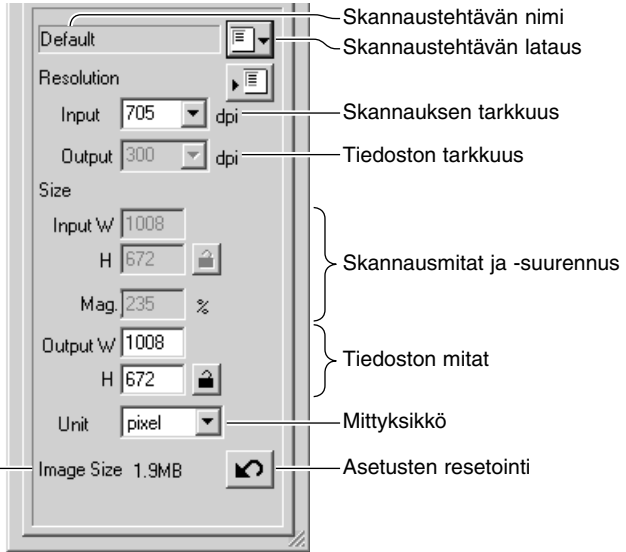 Skannaustehtävän nimi
Default
Skannaustehtävän lataus
Resolution
Input 705 dpi Skannauksen tarkkuus
Output 300 dpi Tiedoston tarkkuus
Size
Input W 1008
H 672 Skannausmitat ja -suurennus
Mag. 235 %
Output W 1008
Tiedoston mitat
H 672
Unit pixel Mittyksikkö
Image Size 1.9MB Asetusten resetointi